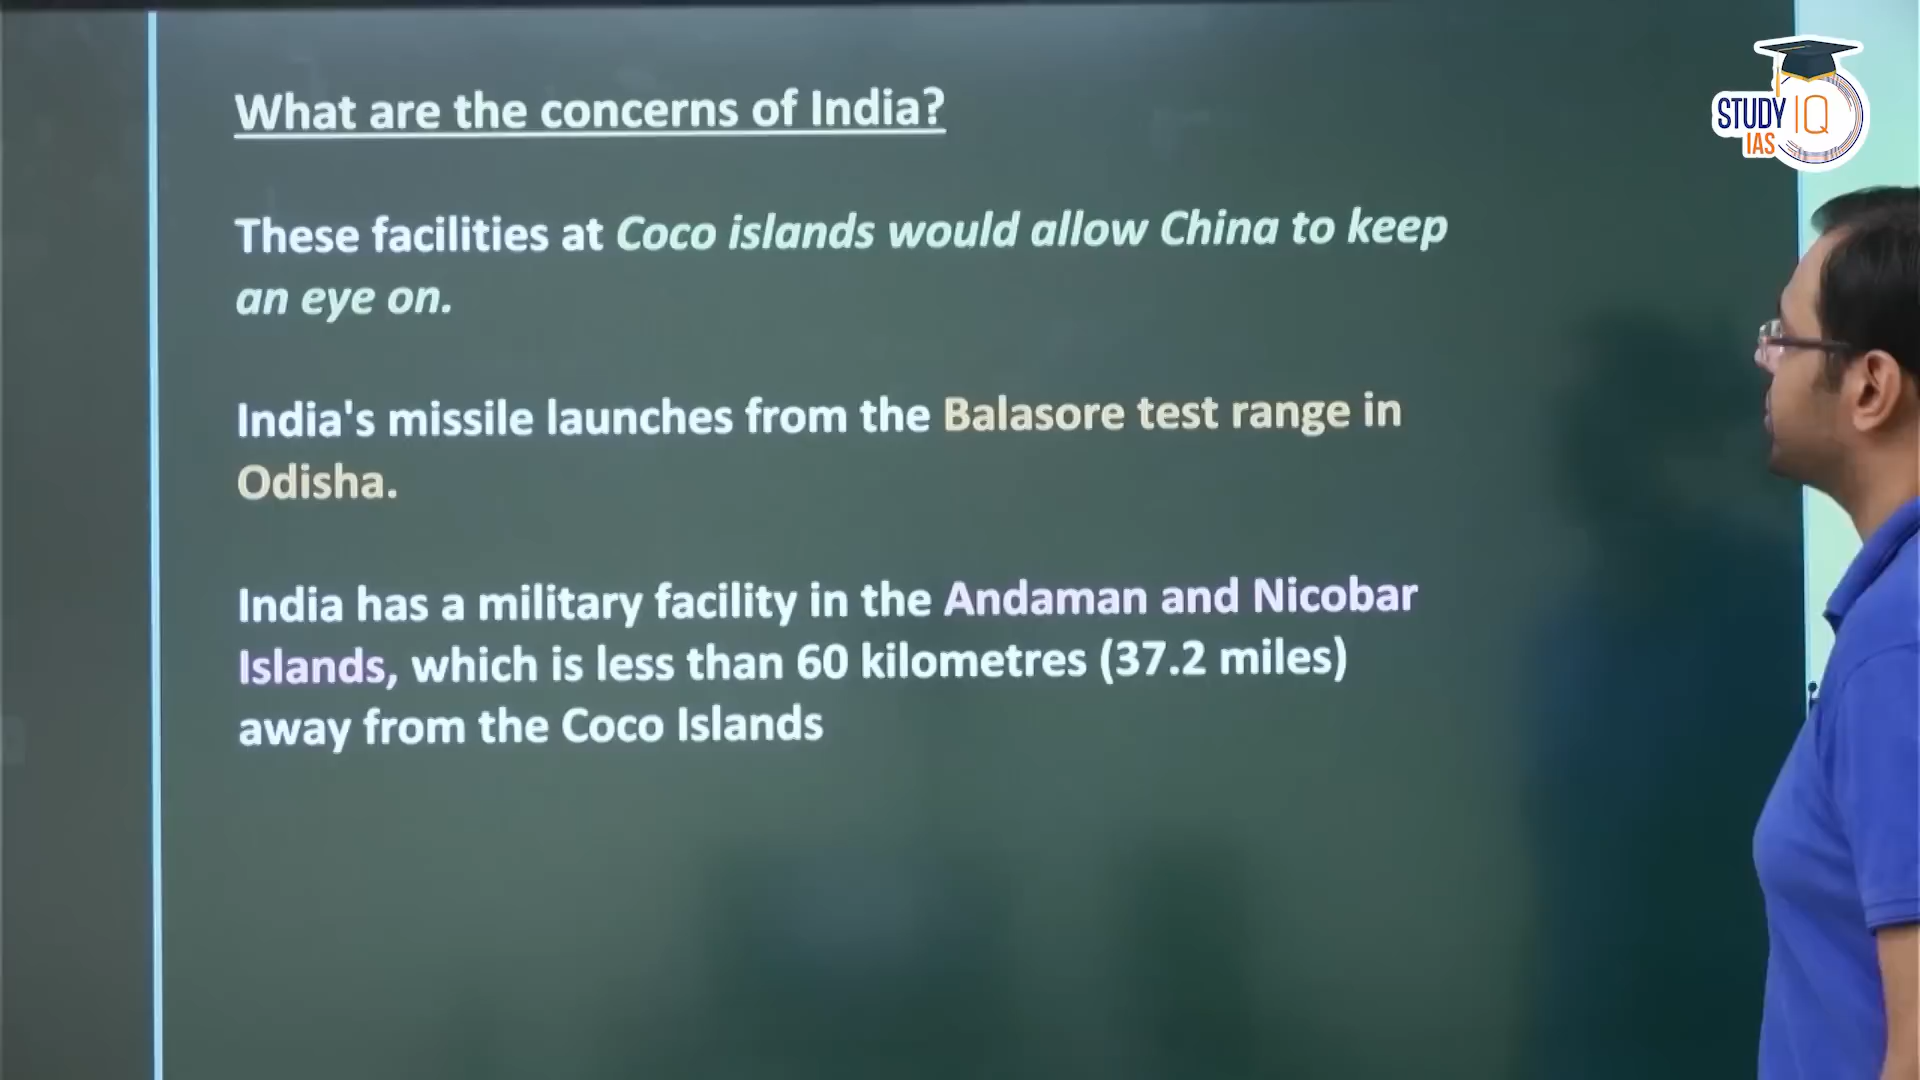 What are the concerns of India?
These facilities at Coco islands would allow China to keep
an eye on.
India's missile launches from the Balasore test range in
Odisha.
India has a military facility in the Andaman and Nicobar
Islands, which is less than 60 kilometres (37.2 miles)
away from the Coco Islands
STUDY IQ
IAS